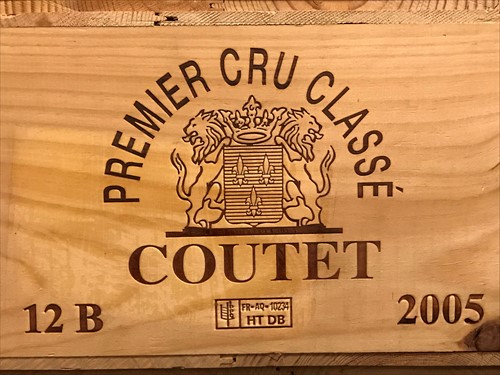 PREMIER CRU CLASSÉ
COUTET
12 B
FR-AQ-10234
HT DB
2005